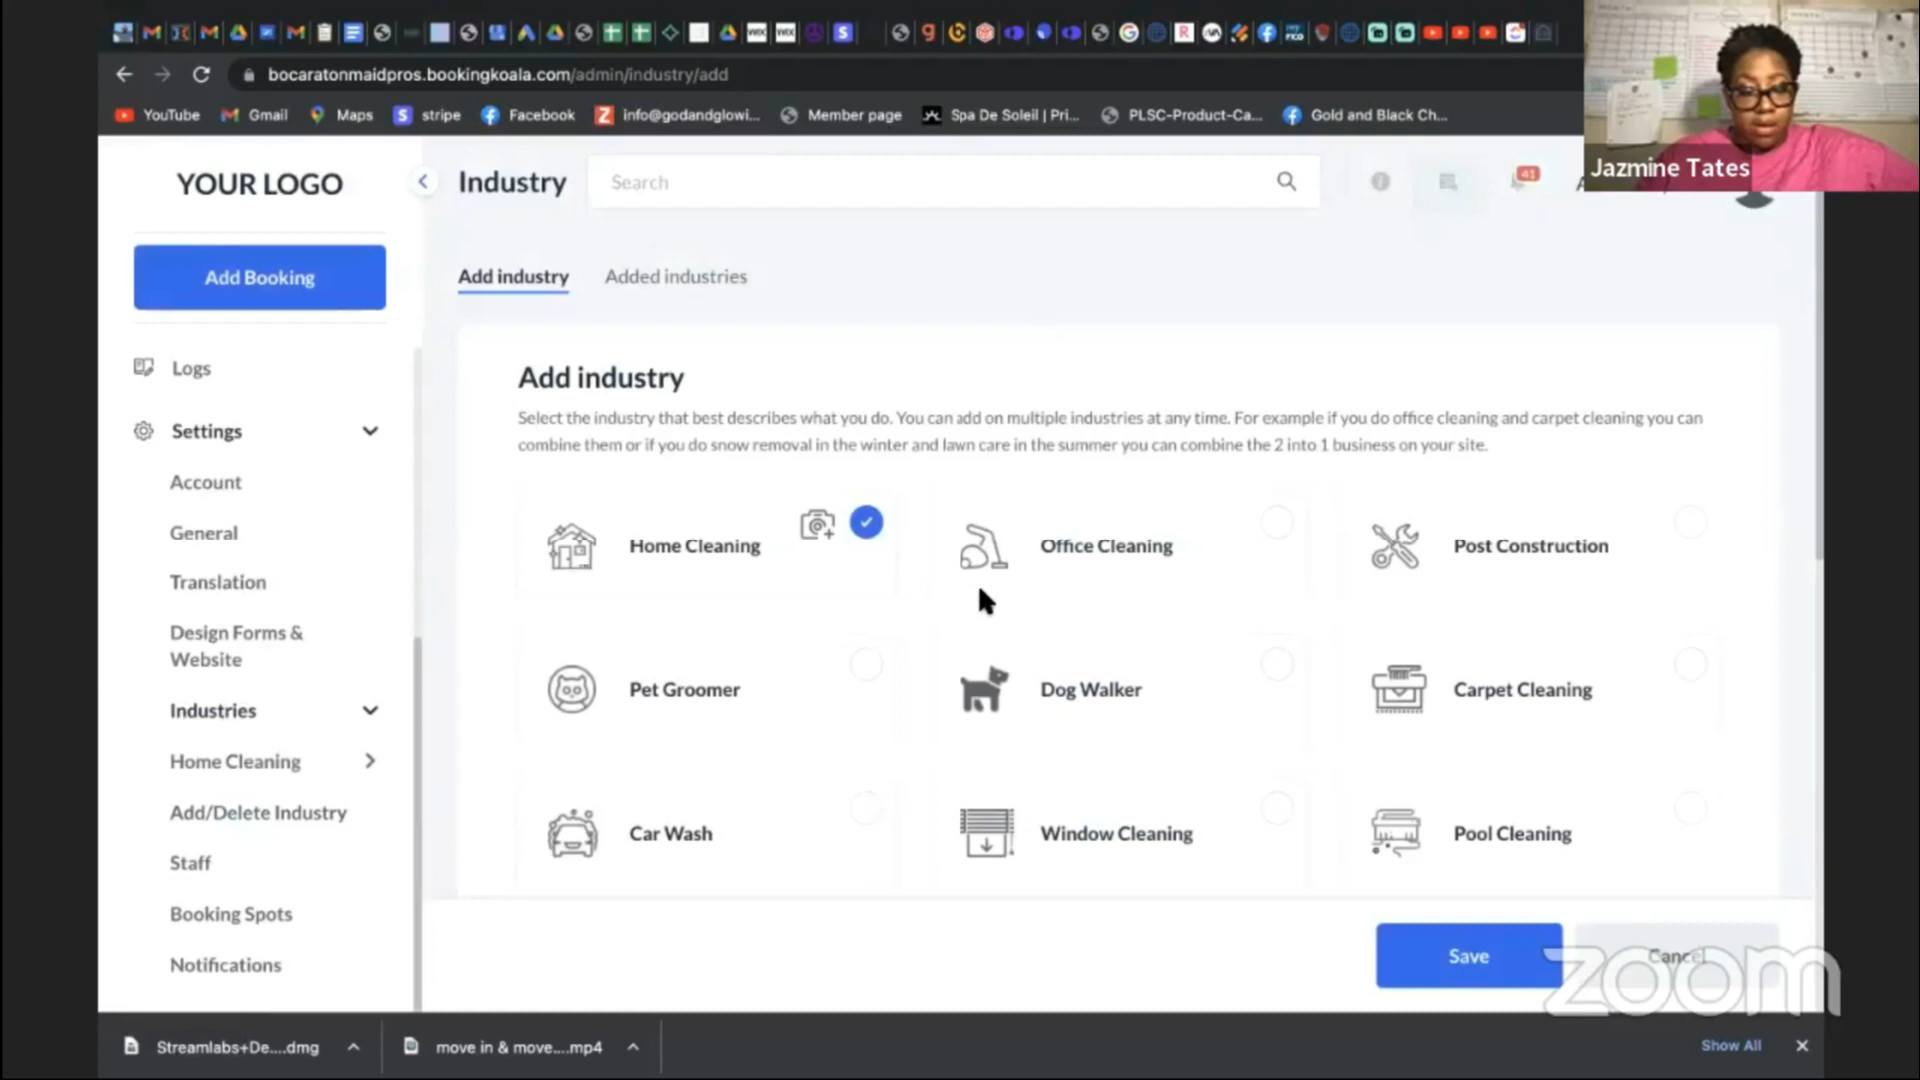 bocaratonmaidpros.bookingkoala.com/admin/industry/add
YouTube
Gmail
Maps
stripe
Facebook
info@godandglowi...
Member page
Spa De Soleil | Pri...
PLSC-Product-Ca...
Gold and Black Ch...
Jazmine Tates
YOUR LOGO
Industry
Search
41
Add Booking
Add industry
Added industries
Logs
Settings
Account
General
Translation
Design Forms &
Website
Industries
Home Cleaning
Add/Delete Industry
Staff
Booking Spots
Notifications
Add industry
Select the industry that best describes what you do. You can add on multiple industries at any time. For example if you do office cleaning and carpet cleaning you can
combine them or if you do snow removal in the winter and lawn care in the summer you can combine the 2 into 1 business on your site.
Home Cleaning
Office Cleaning
Post Construction
Pet Groomer
Dog Walker
Carpet Cleaning
Car Wash
Window Cleaning
Pool Cleaning
Save
Cancel
zoom
Streamlabs+De....dmg
move in & move....mp4
Show All